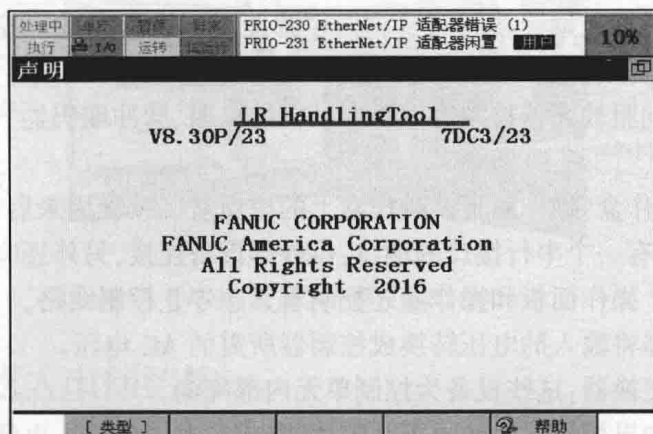 处理中 单步 暂停 异常 PRIO-230 EtherNet/IP 适配器错误 (1)
执行 I/O 运转 试运行 PRIO-231 EtherNet/IP 适配器闲置 用户 10%
声明
LR HandlingTool
V8.30P/23 7DC3/23
FANUC CORPORATION
FANUC America Corporation
All Rights Reserved
Copyright 2016
[ 类型 ] 帮助